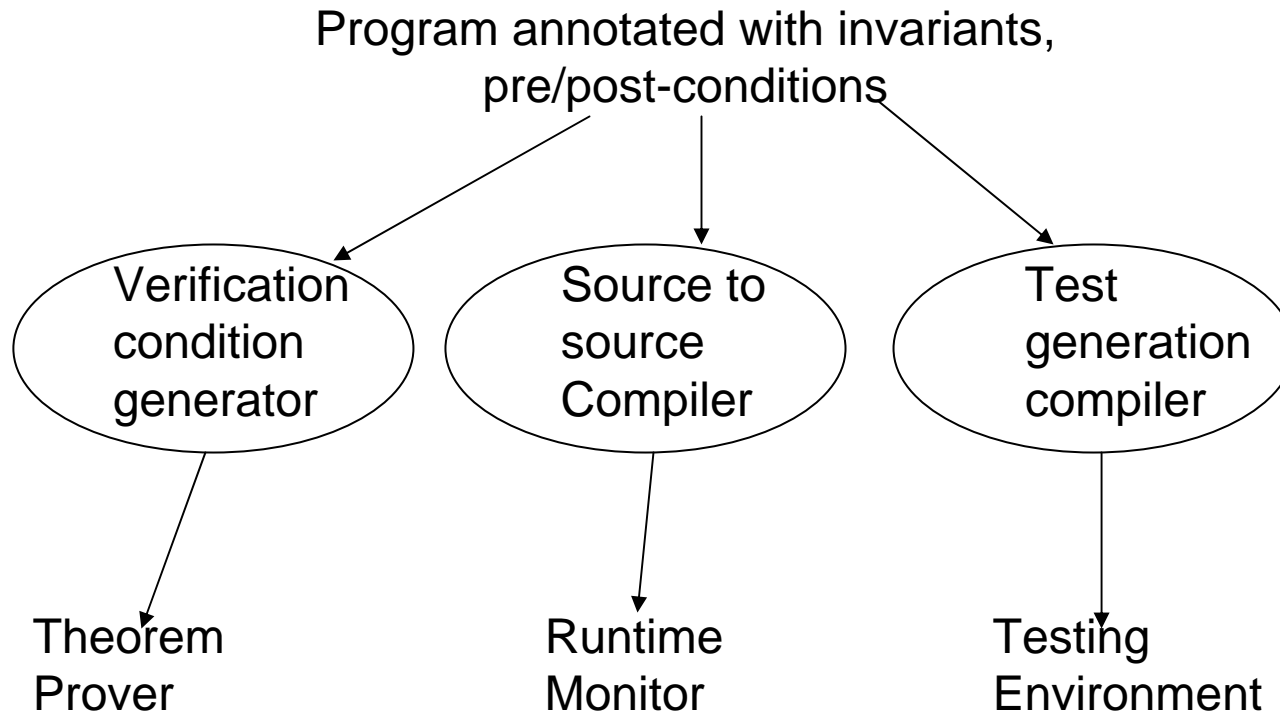 Program annotated with invariants,
pre/post-conditions
Verification
condition
generator
Source to
source
Compiler
Test
generation
compiler
Theorem
Prover
Runtime
Monitor
Testing
Environment